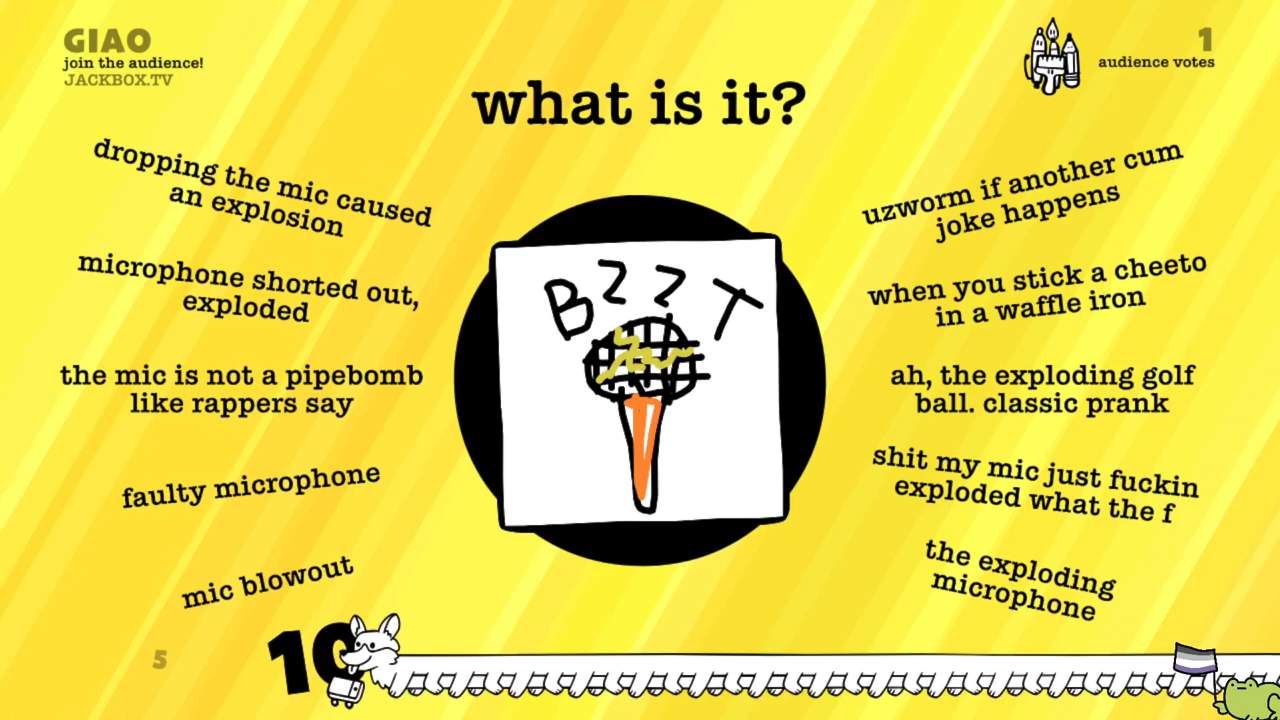 GIAO
join the audience!
JACKBOX.TV
1
audience votes
what is it?
dropping the mic caused
an explosion
microphone shorted out,
exploded
the mic is not a pipebomb
like rappers say
faulty microphone
mic blowout
BZZT
uzworm if another cum
joke happens
when you stick a cheeto
in a waffle iron
ah, the exploding golf
ball. classic prank
shit my mic just fuckin
exploded what the f
the exploding
microphone
5
10